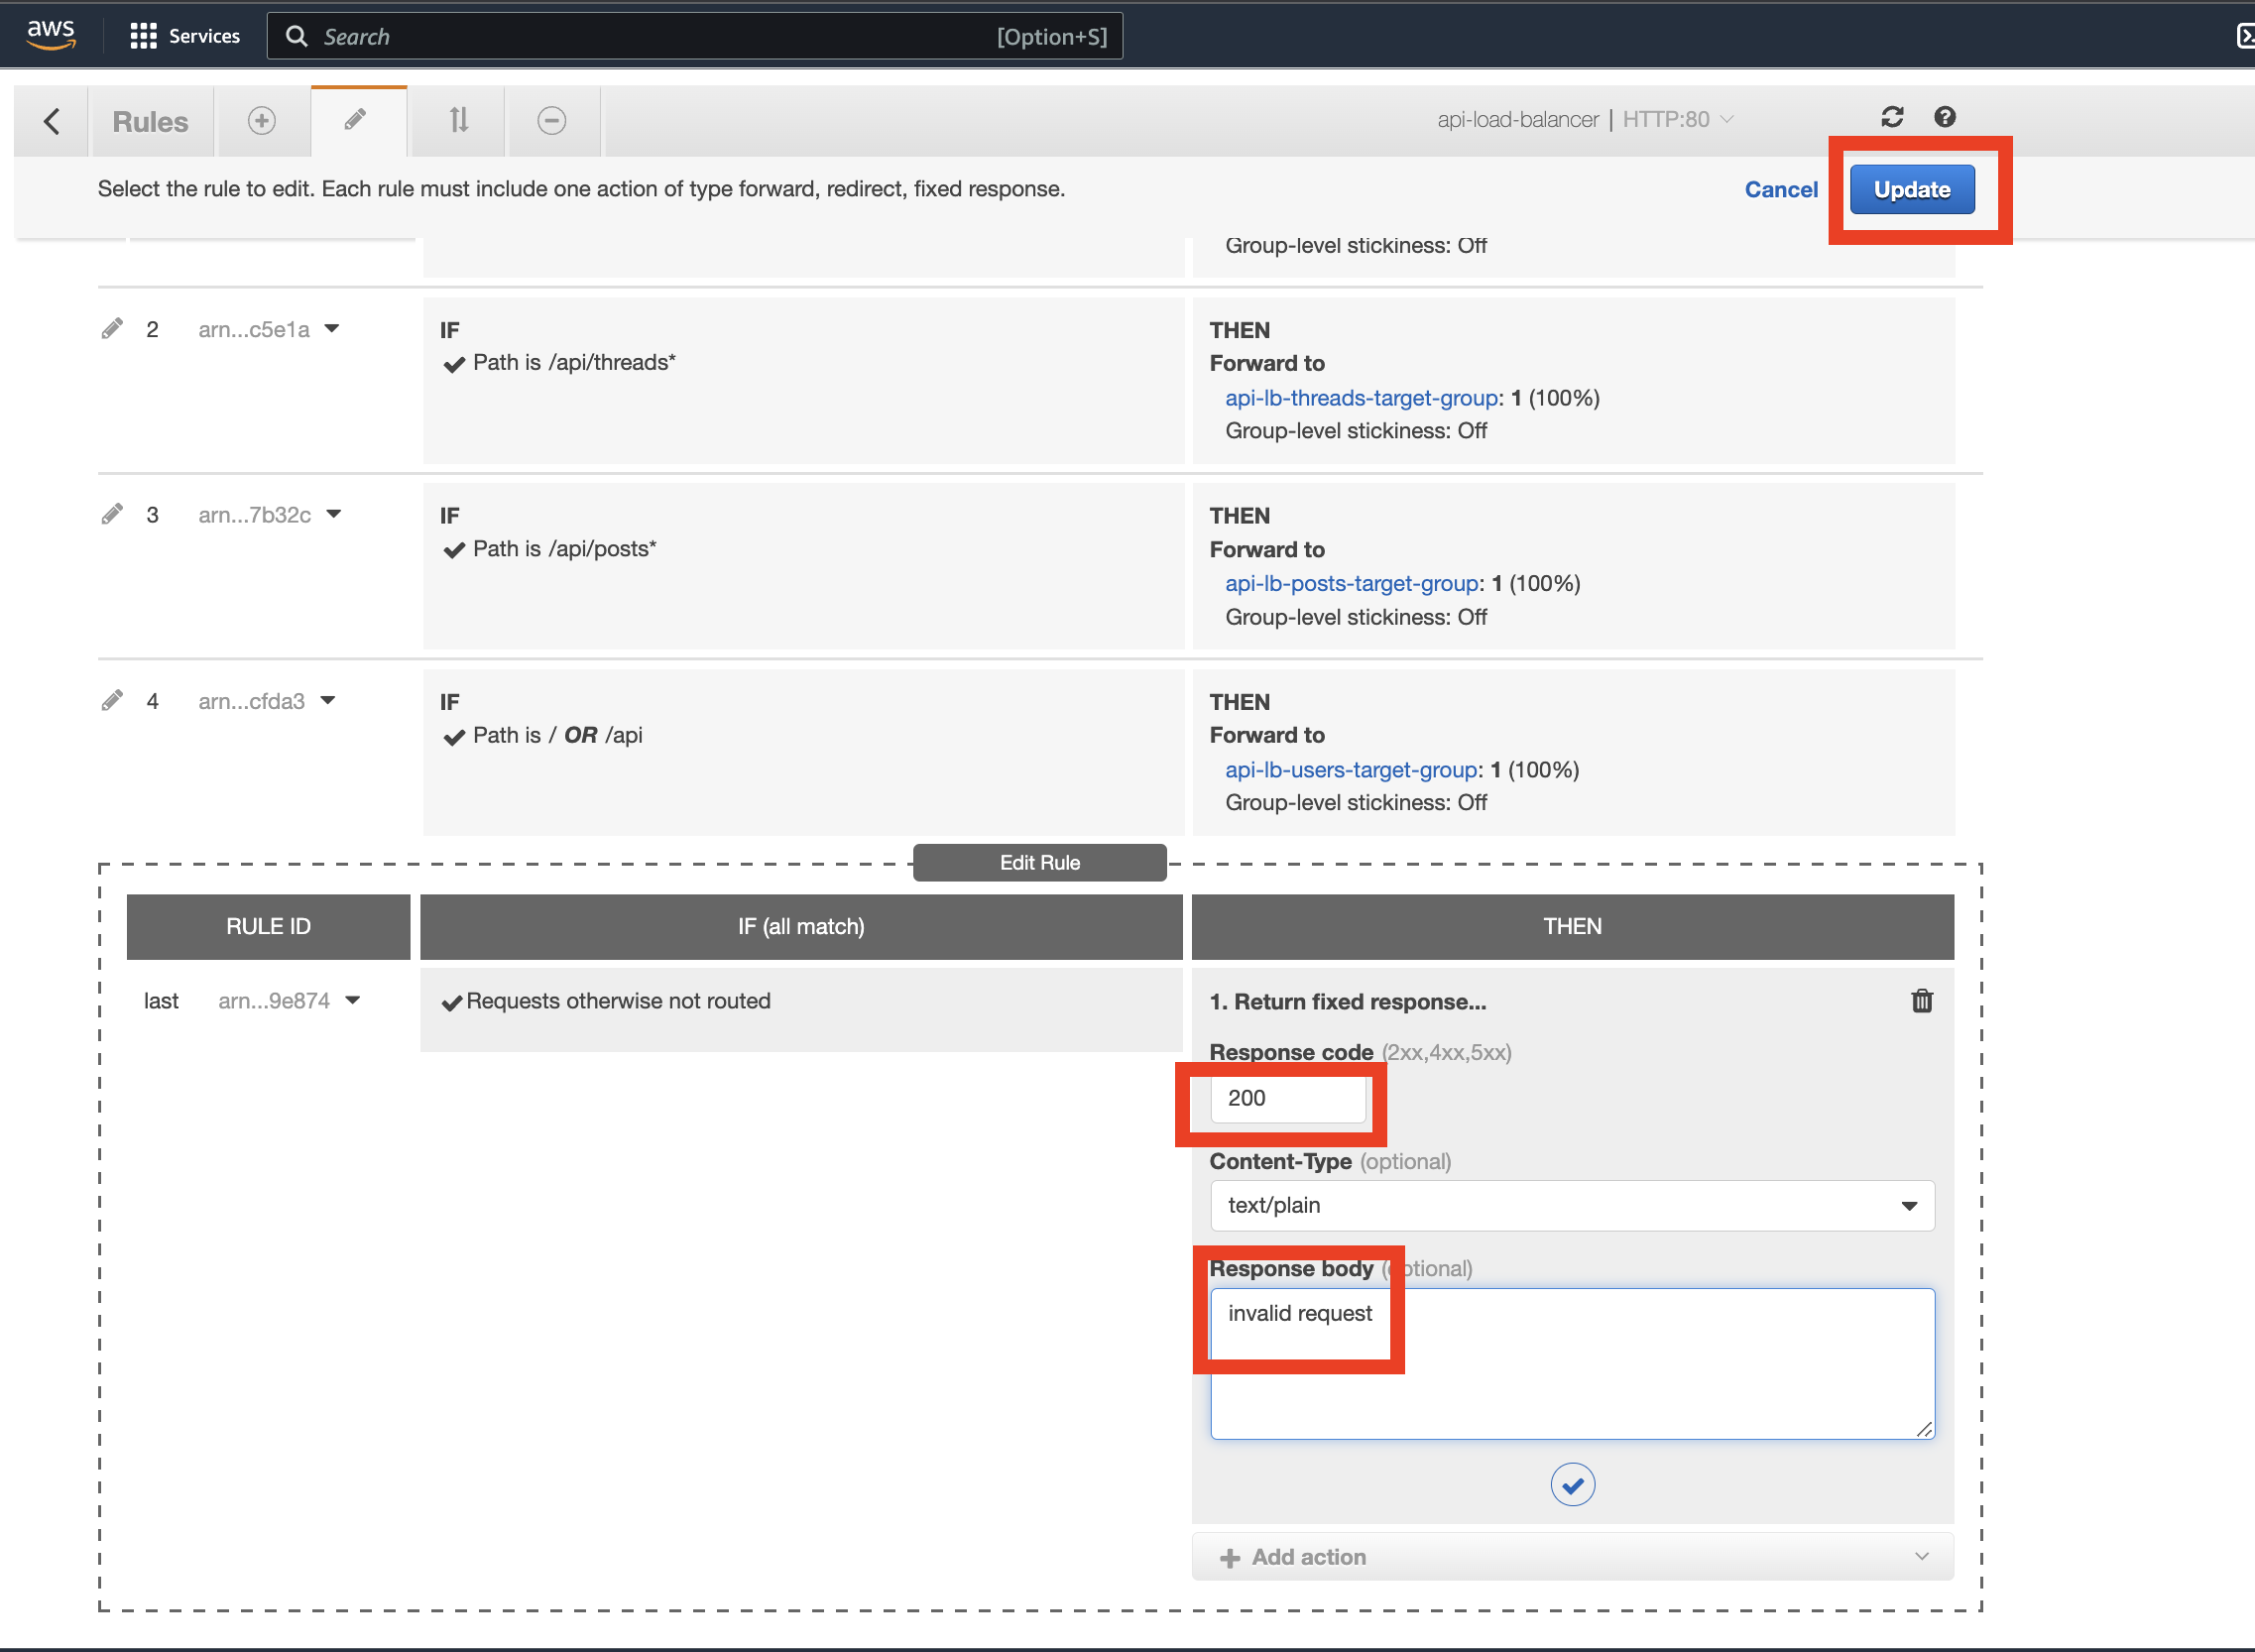 aws
Services
Search
[Option+S]
Rules
api-load-balancer | HTTP:80
Select the rule to edit. Each rule must include one action of type forward, redirect, fixed response.
Cancel
Update
Group-level stickiness: Off
2
arn...c5e1a
IF
Path is /api/threads*
THEN
Forward to
api-lb-threads-target-group: 1 (100%)
Group-level stickiness: Off
3
arn...7b32c
IF
Path is /api/posts*
THEN
Forward to
api-lb-posts-target-group: 1 (100%)
Group-level stickiness: Off
4
arn...cfda3
IF
Path is / OR /api
THEN
Forward to
api-lb-users-target-group: 1 (100%)
Group-level stickiness: Off
Edit Rule
RULE ID
IF (all match)
THEN
last
arn...9e874
Requests otherwise not routed
1. Return fixed response...
Response code (2xx,4xx,5xx)
200
Content-Type (optional)
text/plain
Response body (optional)
invalid request
Add action